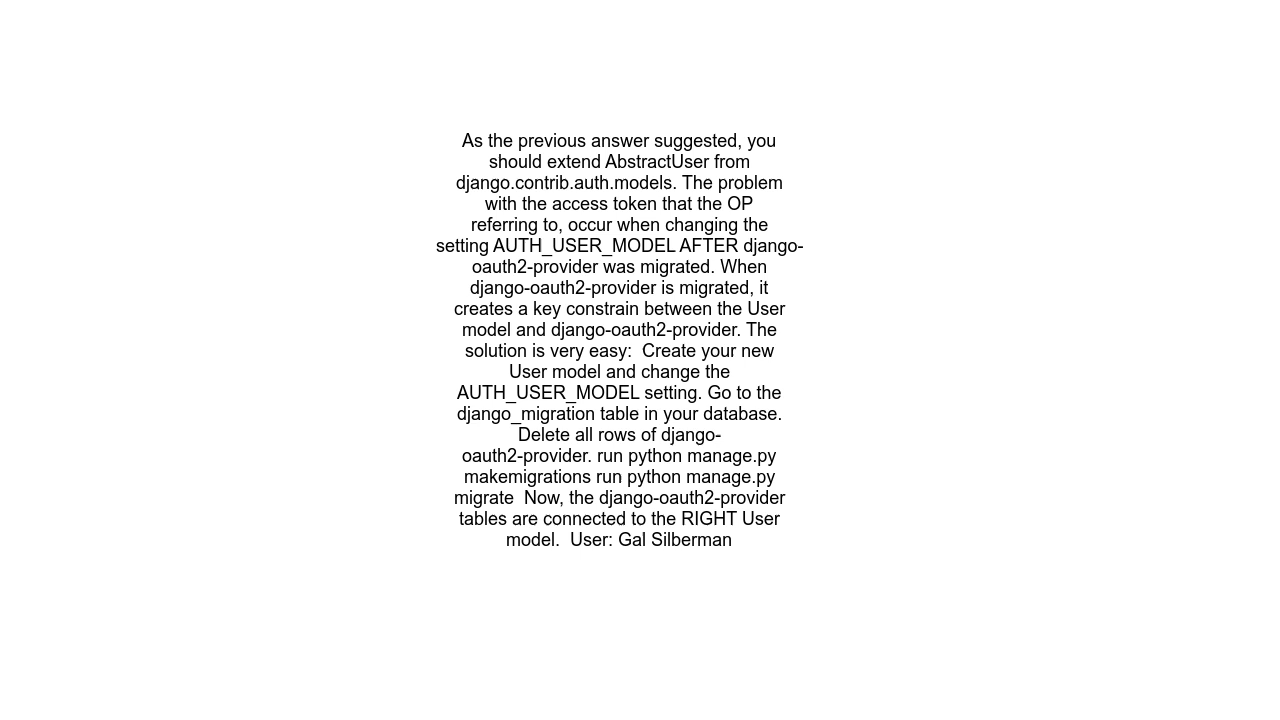 As the previous answer suggested, you
should extend AbstractUser from
django.contrib.auth.models. The problem
with the access token that the OP
referring to, occur when changing the
setting AUTH_USER_MODEL AFTER django-
oauth2-provider was migrated. When
django-oauth2-provider is migrated, it
creates a key constrain between the User
model and django-oauth2-provider. The
solution is very easy:  Create your new
User model and change the
AUTH_USER_MODEL setting. Go to the
django_migration table in your database.
Delete all rows of django-
oauth2-provider. run python manage.py
makemigrations run python manage.py
migrate  Now, the django-oauth2-provider
tables are connected to the RIGHT User
model.  User: Gal Silberman